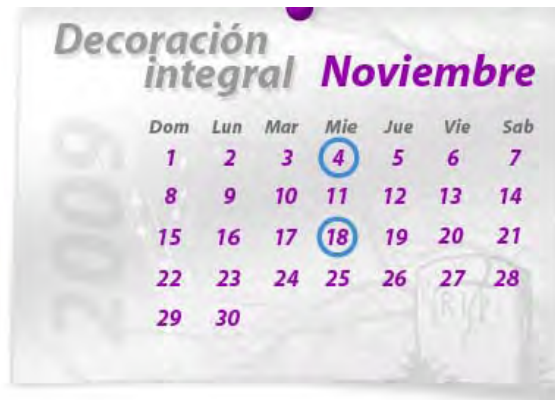 Decoración
integral Noviembre
2009
Dom Lun Mar Mie Jue Vie Sab
1 2 3 4 5 6 7
8 9 10 11 12 13 14
15 16 17 18 19 20 21
22 23 24 25 26 27 28
29 30
RIP